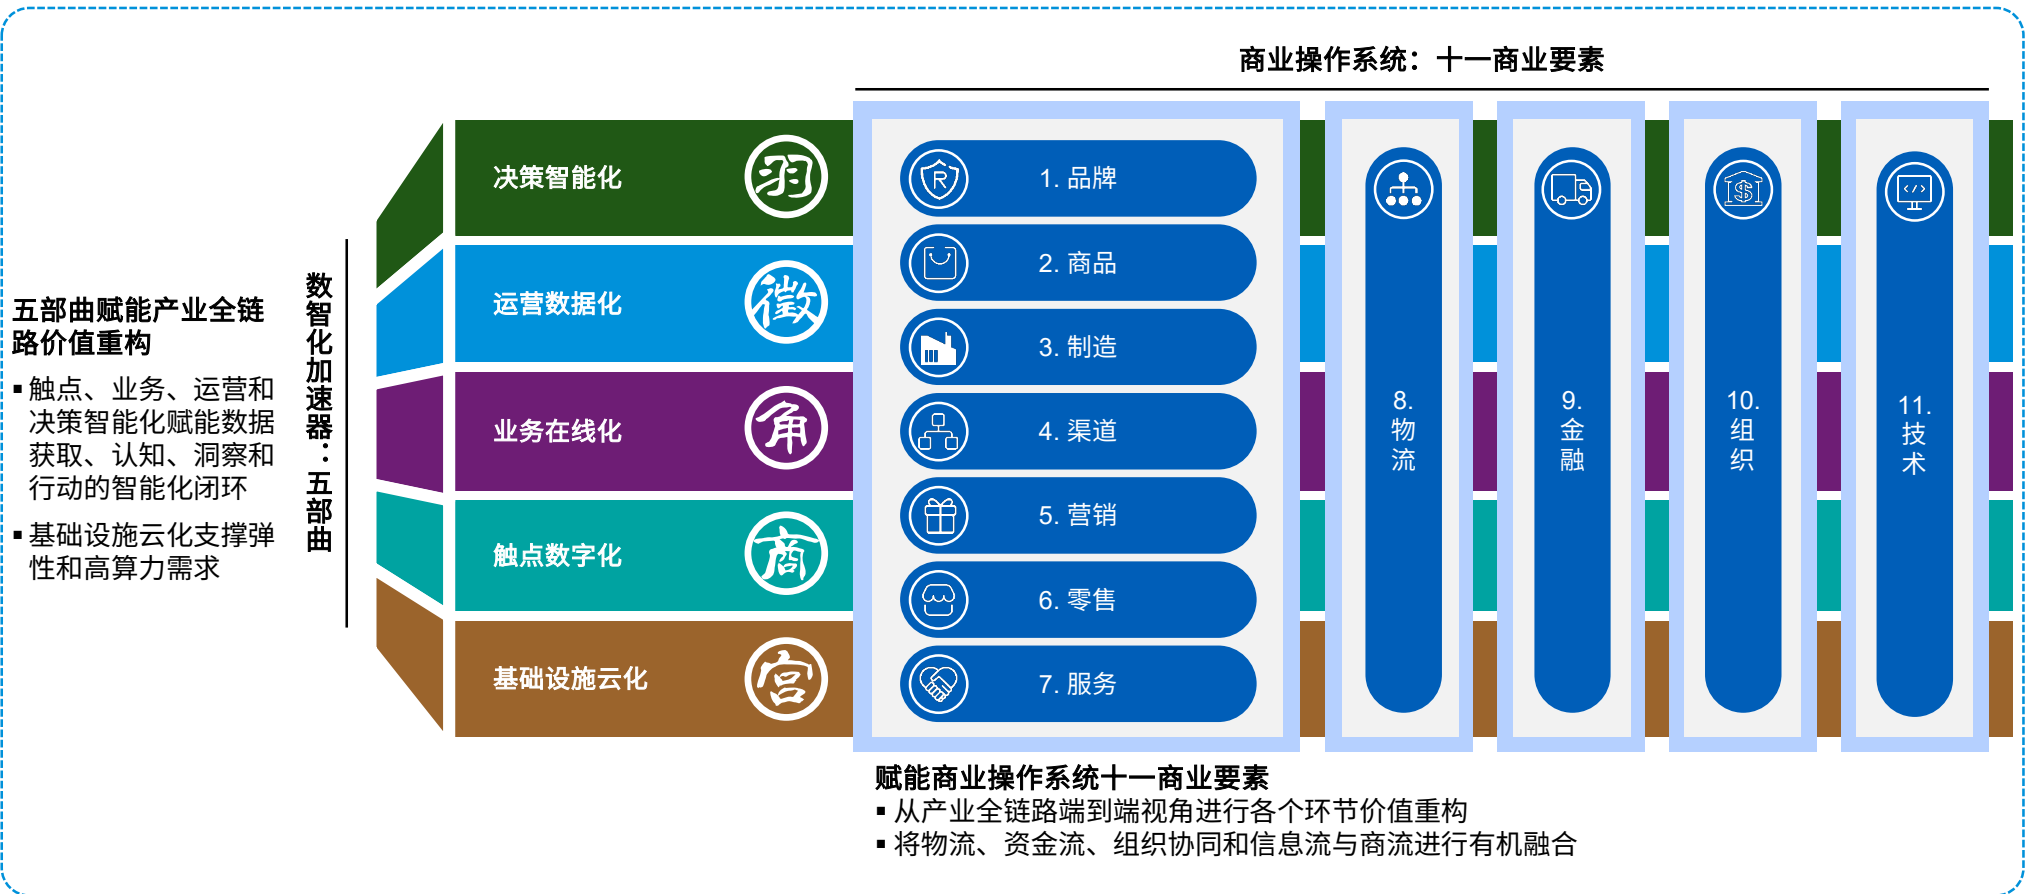 商业操作系统：十一商业要素
五部曲赋能产业全链
路价值重构
▪触点、业务、运营和
决策智能化赋能数据
获取、认知、洞察和
行动的智能化闭环
▪基础设施云化支撑弹
性和高算力需求
数智化加速器：五部曲
决策智能化
羽
运营数据化
徵
业务在线化
角
触点数字化
商
基础设施云化
宫
R
1. 品牌
2. 商品
3. 制造
4. 渠道
5. 营销
6. 零售
7. 服务
8.
物
流
9.
金
融
$
10.
组
织
</>
11.
技
术
赋能商业操作系统十一商业要素
▪从产业全链路端到端视角进行各个环节价值重构
▪将物流、资金流、组织协同和信息流与商流进行有机融合